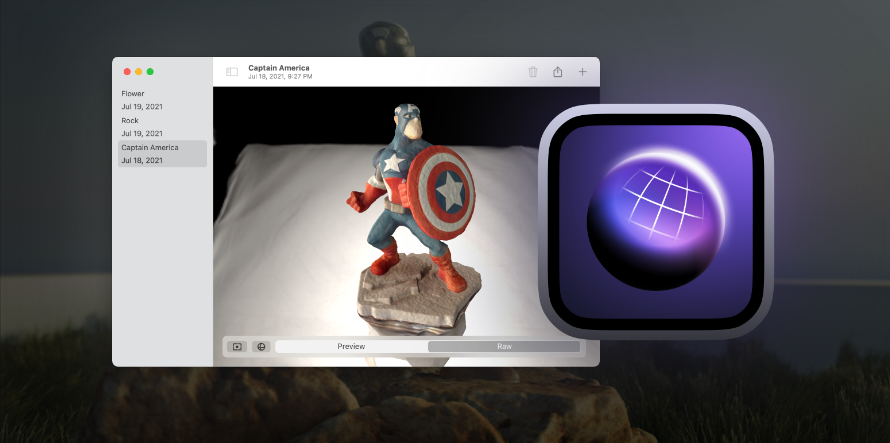 Captain America
Jul 18, 2021, 9:27 PM
Flower
Jul 19, 2021
Rock
Jul 19, 2021
Captain America
Jul 18, 2021
Preview
Raw